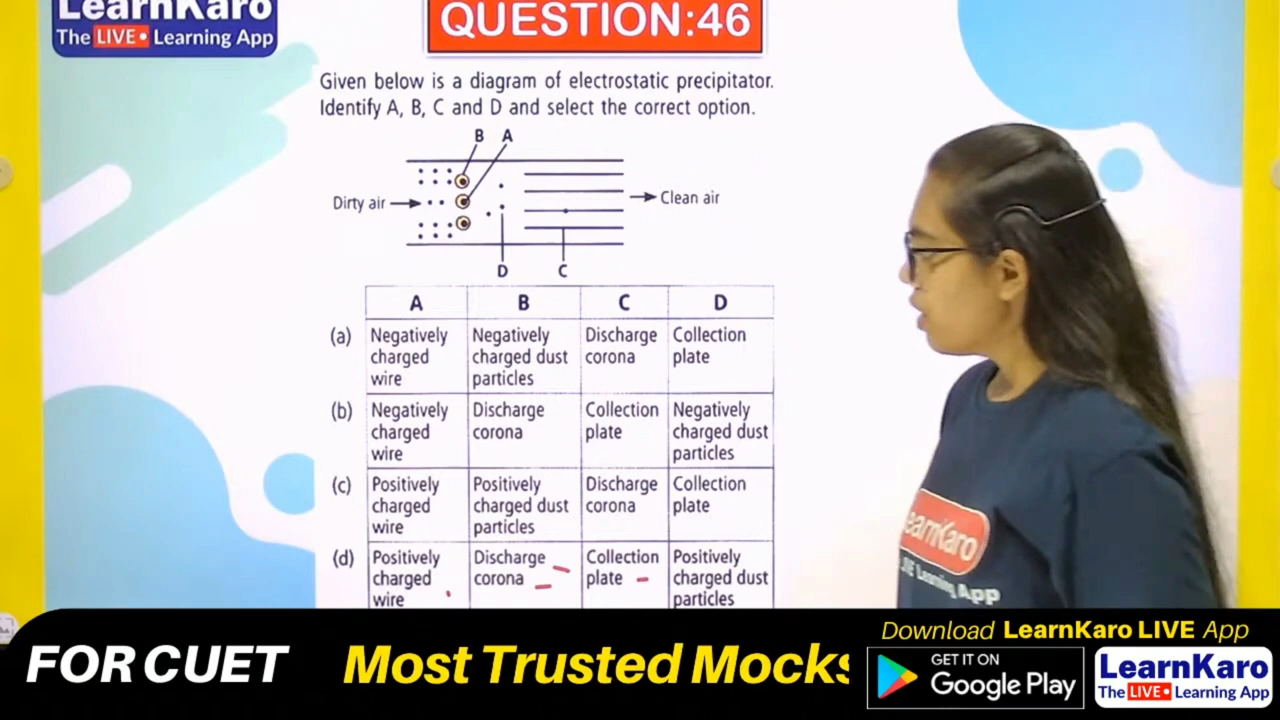 LearnKaro
The LIVE• Learning App
QUESTION:46
Given below is a diagram of electrostatic precipitator.
Identify A, B, C and D and select the correct option.
B A
Dirty air
Clean air
D C
A B C D
(a) Negatively Negatively Discharge Collection
charged charged dust corona plate
wire particles
(b) Negatively Discharge Collection Negatively
charged corona plate charged dust
wire particles
(c) Positively Positively Discharge Collection
charged charged dust corona plate
wire particles
(d) Positively Discharge Collection Positively
charged corona plate charged dust
wire particles
earnKaro
LIVE Learning App
FOR CUET Most Trusted Mocks
Download LearnKaro LIVE App
GET IT ON
Google Play
LearnKaro
The LIVE• Learning App